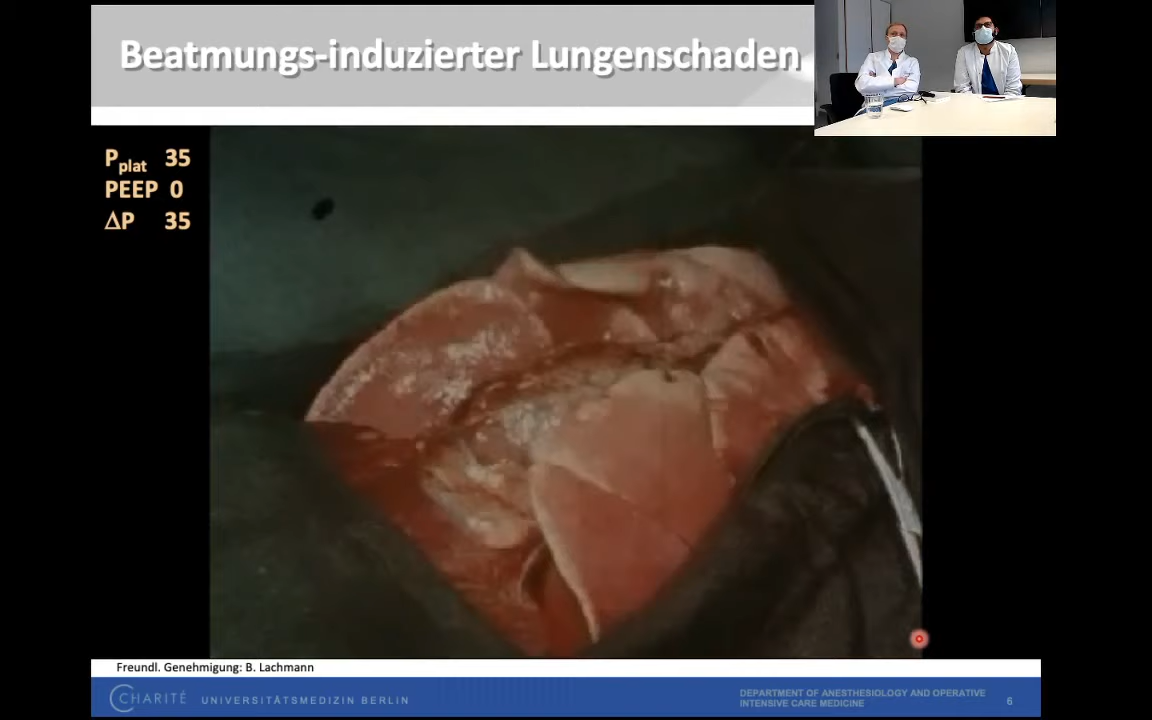 Beatmungs-induzierter Lungenschaden
Pplat 35
PEEP 0
ΔP 35
Freundl. Genehmigung: B. Lachmann
CHARITÉ UNIVERSITÄTSMEDIZIN BERLIN
DEPARTMENT OF ANESTHESIOLOGY AND OPERATIVE
INTENSIVE CARE MEDICINE
6